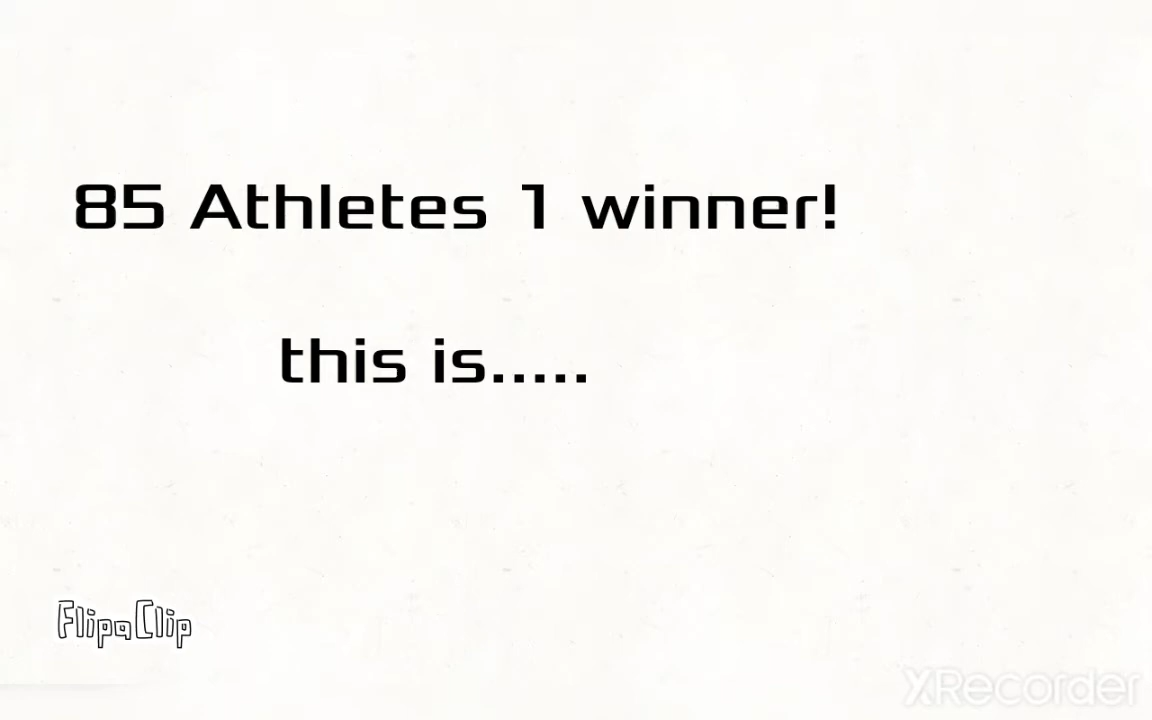 85 Athletes 1 winner!
this is.....
FlipaClip
XRecorder